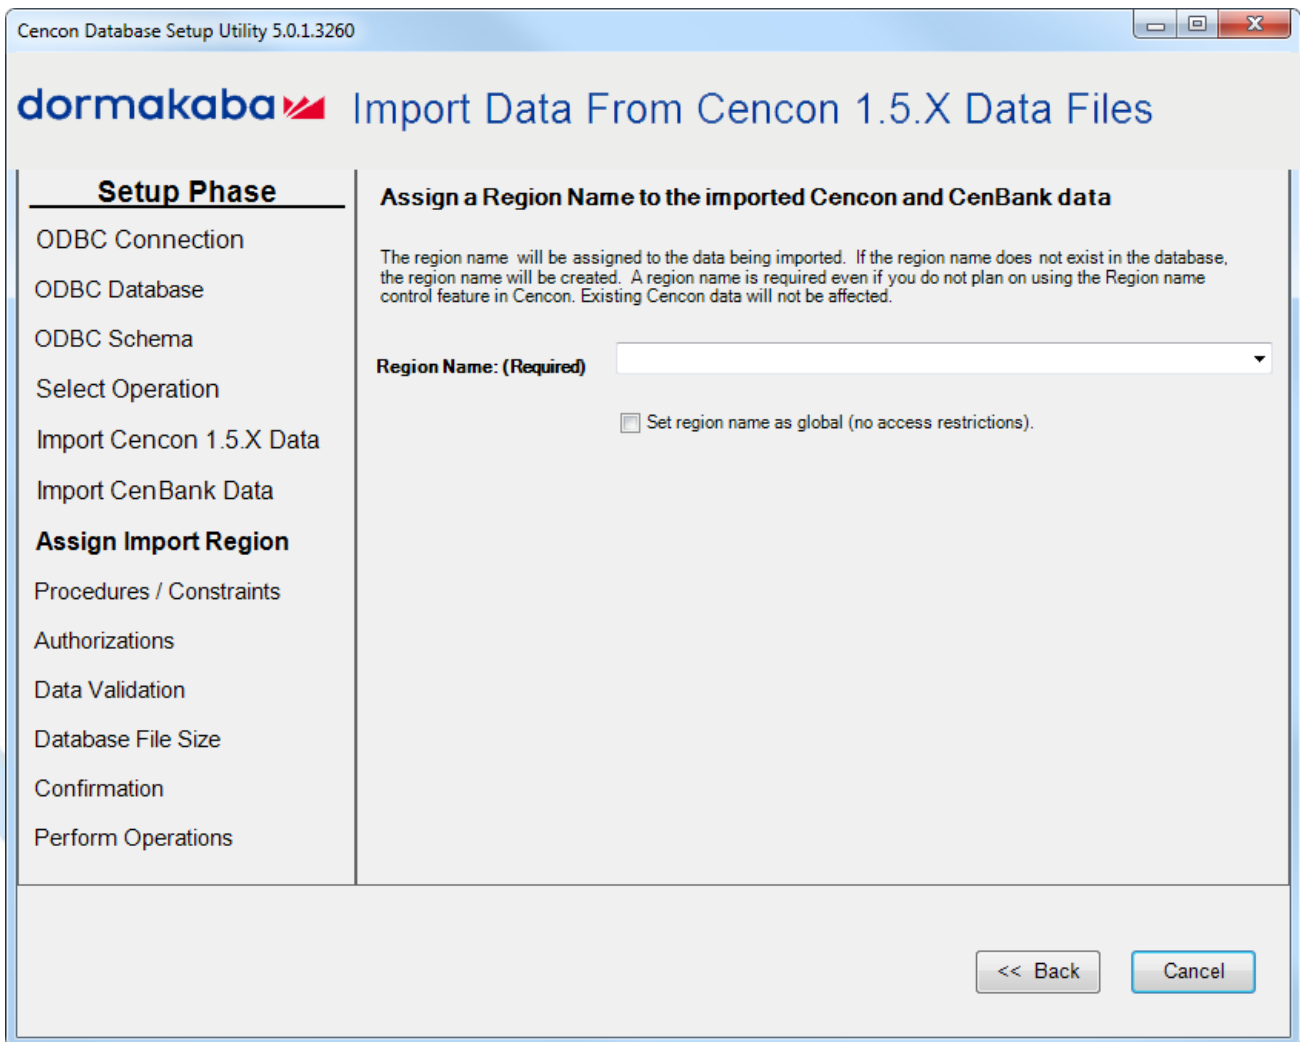 Cencon Database Setup Utility 5.0.1.3260
dormakaba
Import Data From Cencon 1.5.X Data Files
Setup Phase
ODBC Connection
ODBC Database
ODBC Schema
Select Operation
Import Cencon 1.5.X Data
Import CenBank Data
Assign Import Region
Procedures / Constraints
Authorizations
Data Validation
Database File Size
Confirmation
Perform Operations
Assign a Region Name to the imported Cencon and CenBank data
The region name  will be assigned to the data being imported.  If the region name does not exist in the database,
the region name will be created.  A region name is required even if you do not plan on using the Region name
control feature in Cencon. Existing Cencon data will not be affected.
Region Name: (Required)
Set region name as global (no access restrictions).
<< Back
Cancel